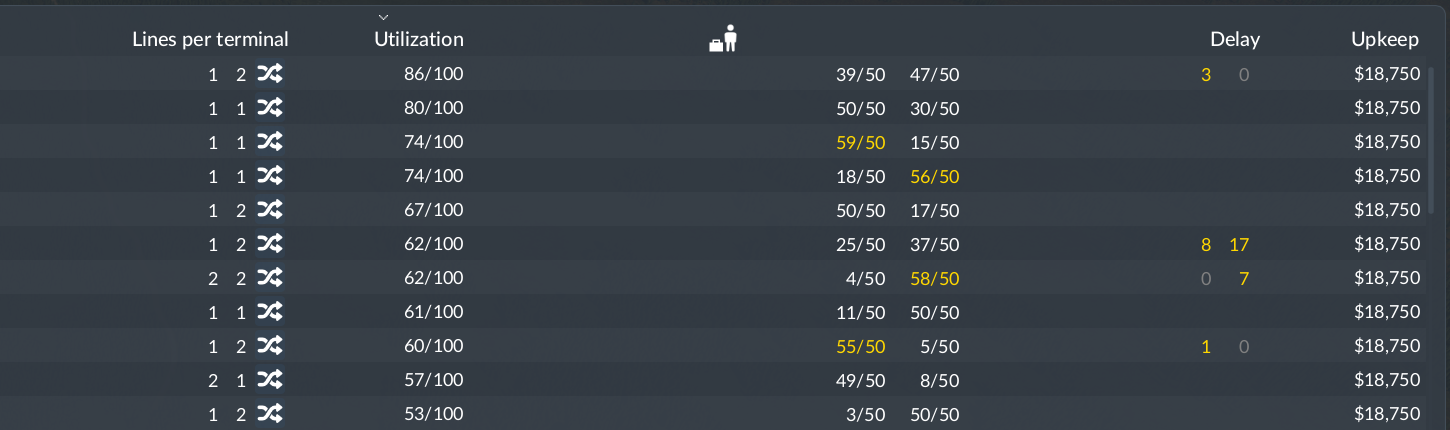 Lines per terminal Utilization Delay Upkeep
1 2 86/100 39/50 47/50 3 0 $18,750
1 1 80/100 50/50 30/50 $18,750
1 1 74/100 59/50 15/50 $18,750
1 1 74/100 18/50 56/50 $18,750
1 2 67/100 50/50 17/50 $18,750
1 2 62/100 25/50 37/50 8 17 $18,750
2 2 62/100 4/50 58/50 0 7 $18,750
1 1 61/100 11/50 50/50 $18,750
1 2 60/100 55/50 5/50 1 0 $18,750
2 1 57/100 49/50 8/50 $18,750
1 2 53/100 3/50 50/50 $18,750